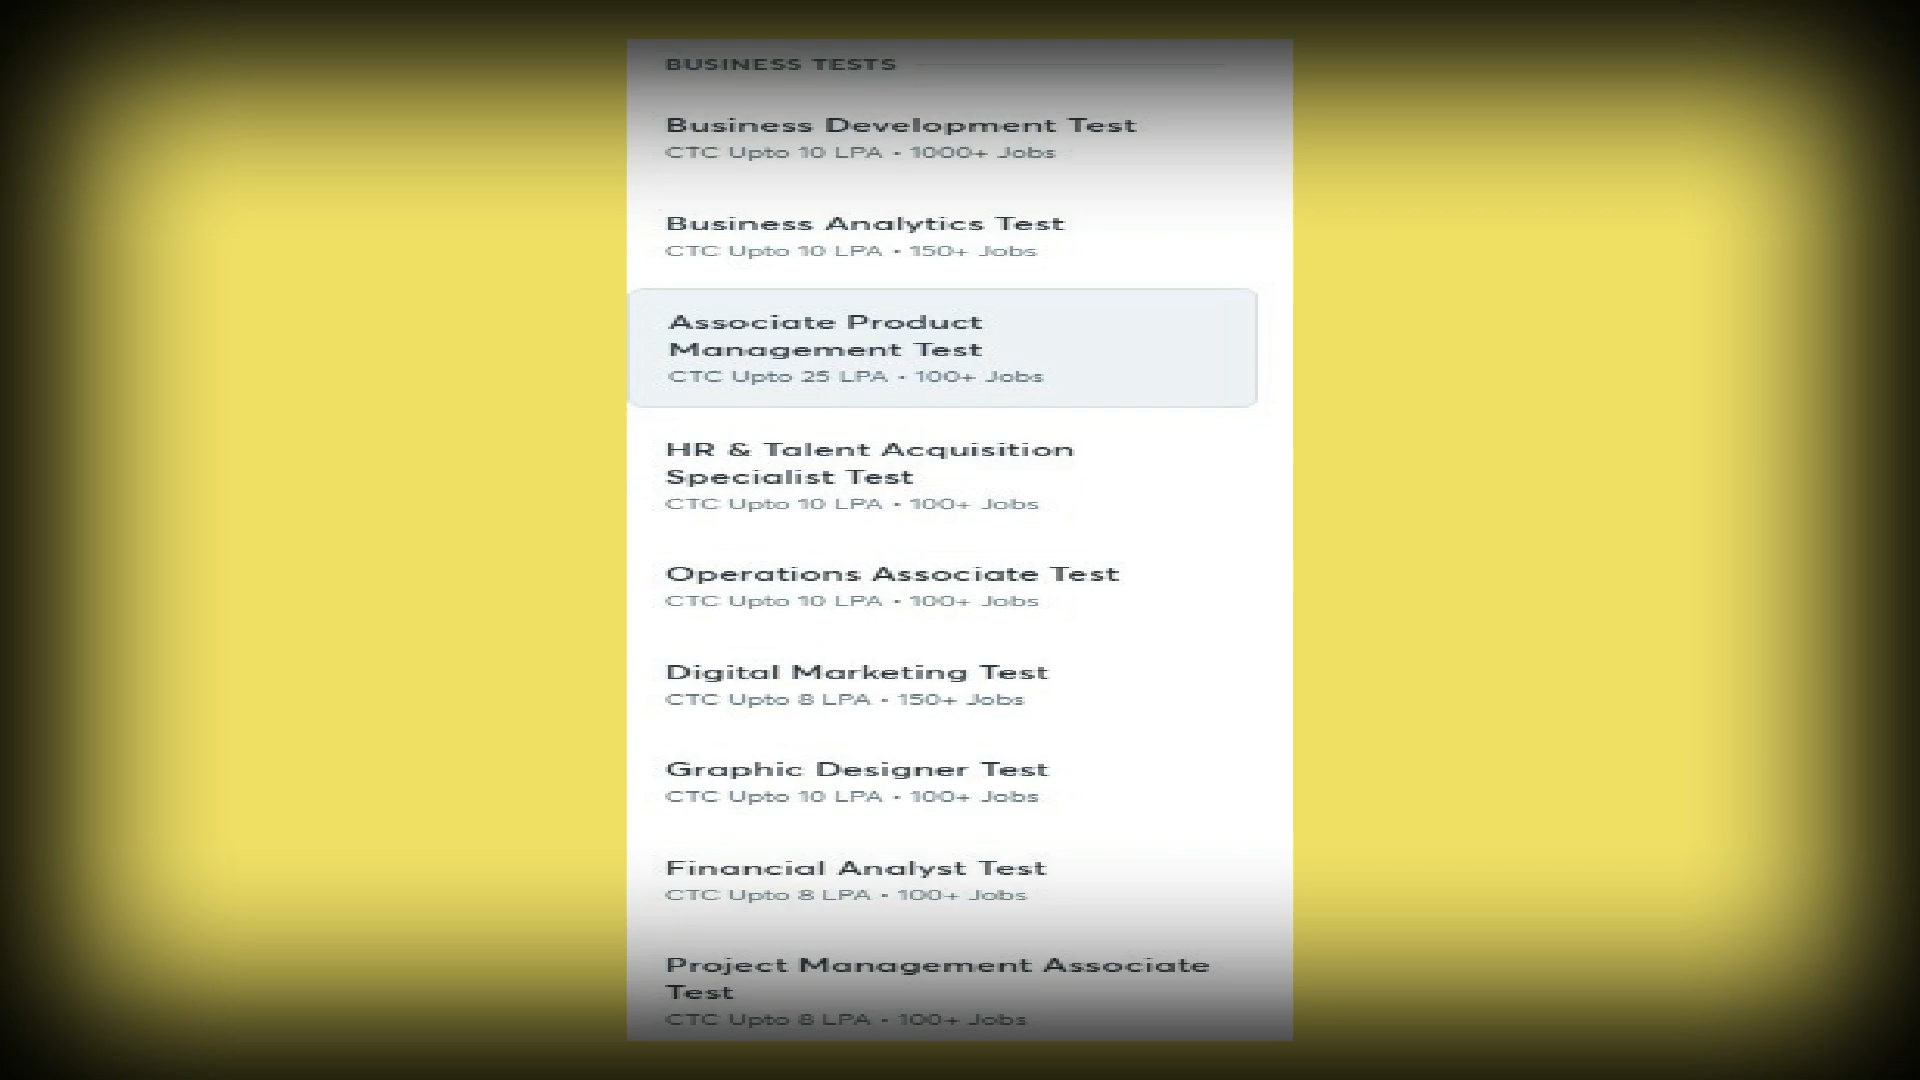 BUSINESS TESTS
Business Development Test
CTC Upto 10 LPA • 1000+ Jobs
Business Analytics Test
CTC Upto 10 LPA • 150+ Jobs
Associate Product
Management Test
CTC Upto 25 LPA • 100+ Jobs
HR & Talent Acquisition
Specialist Test
CTC Upto 10 LPA • 100+ Jobs
Operations Associate Test
CTC Upto 10 LPA • 100+ Jobs
Digital Marketing Test
CTC Upto 8 LPA • 150+ Jobs
Graphic Designer Test
CTC Upto 10 LPA • 100+ Jobs
Financial Analyst Test
CTC Upto 8 LPA • 100+ Jobs
Project Management Associate
Test
CTC Upto 8 LPA • 100+ Jobs